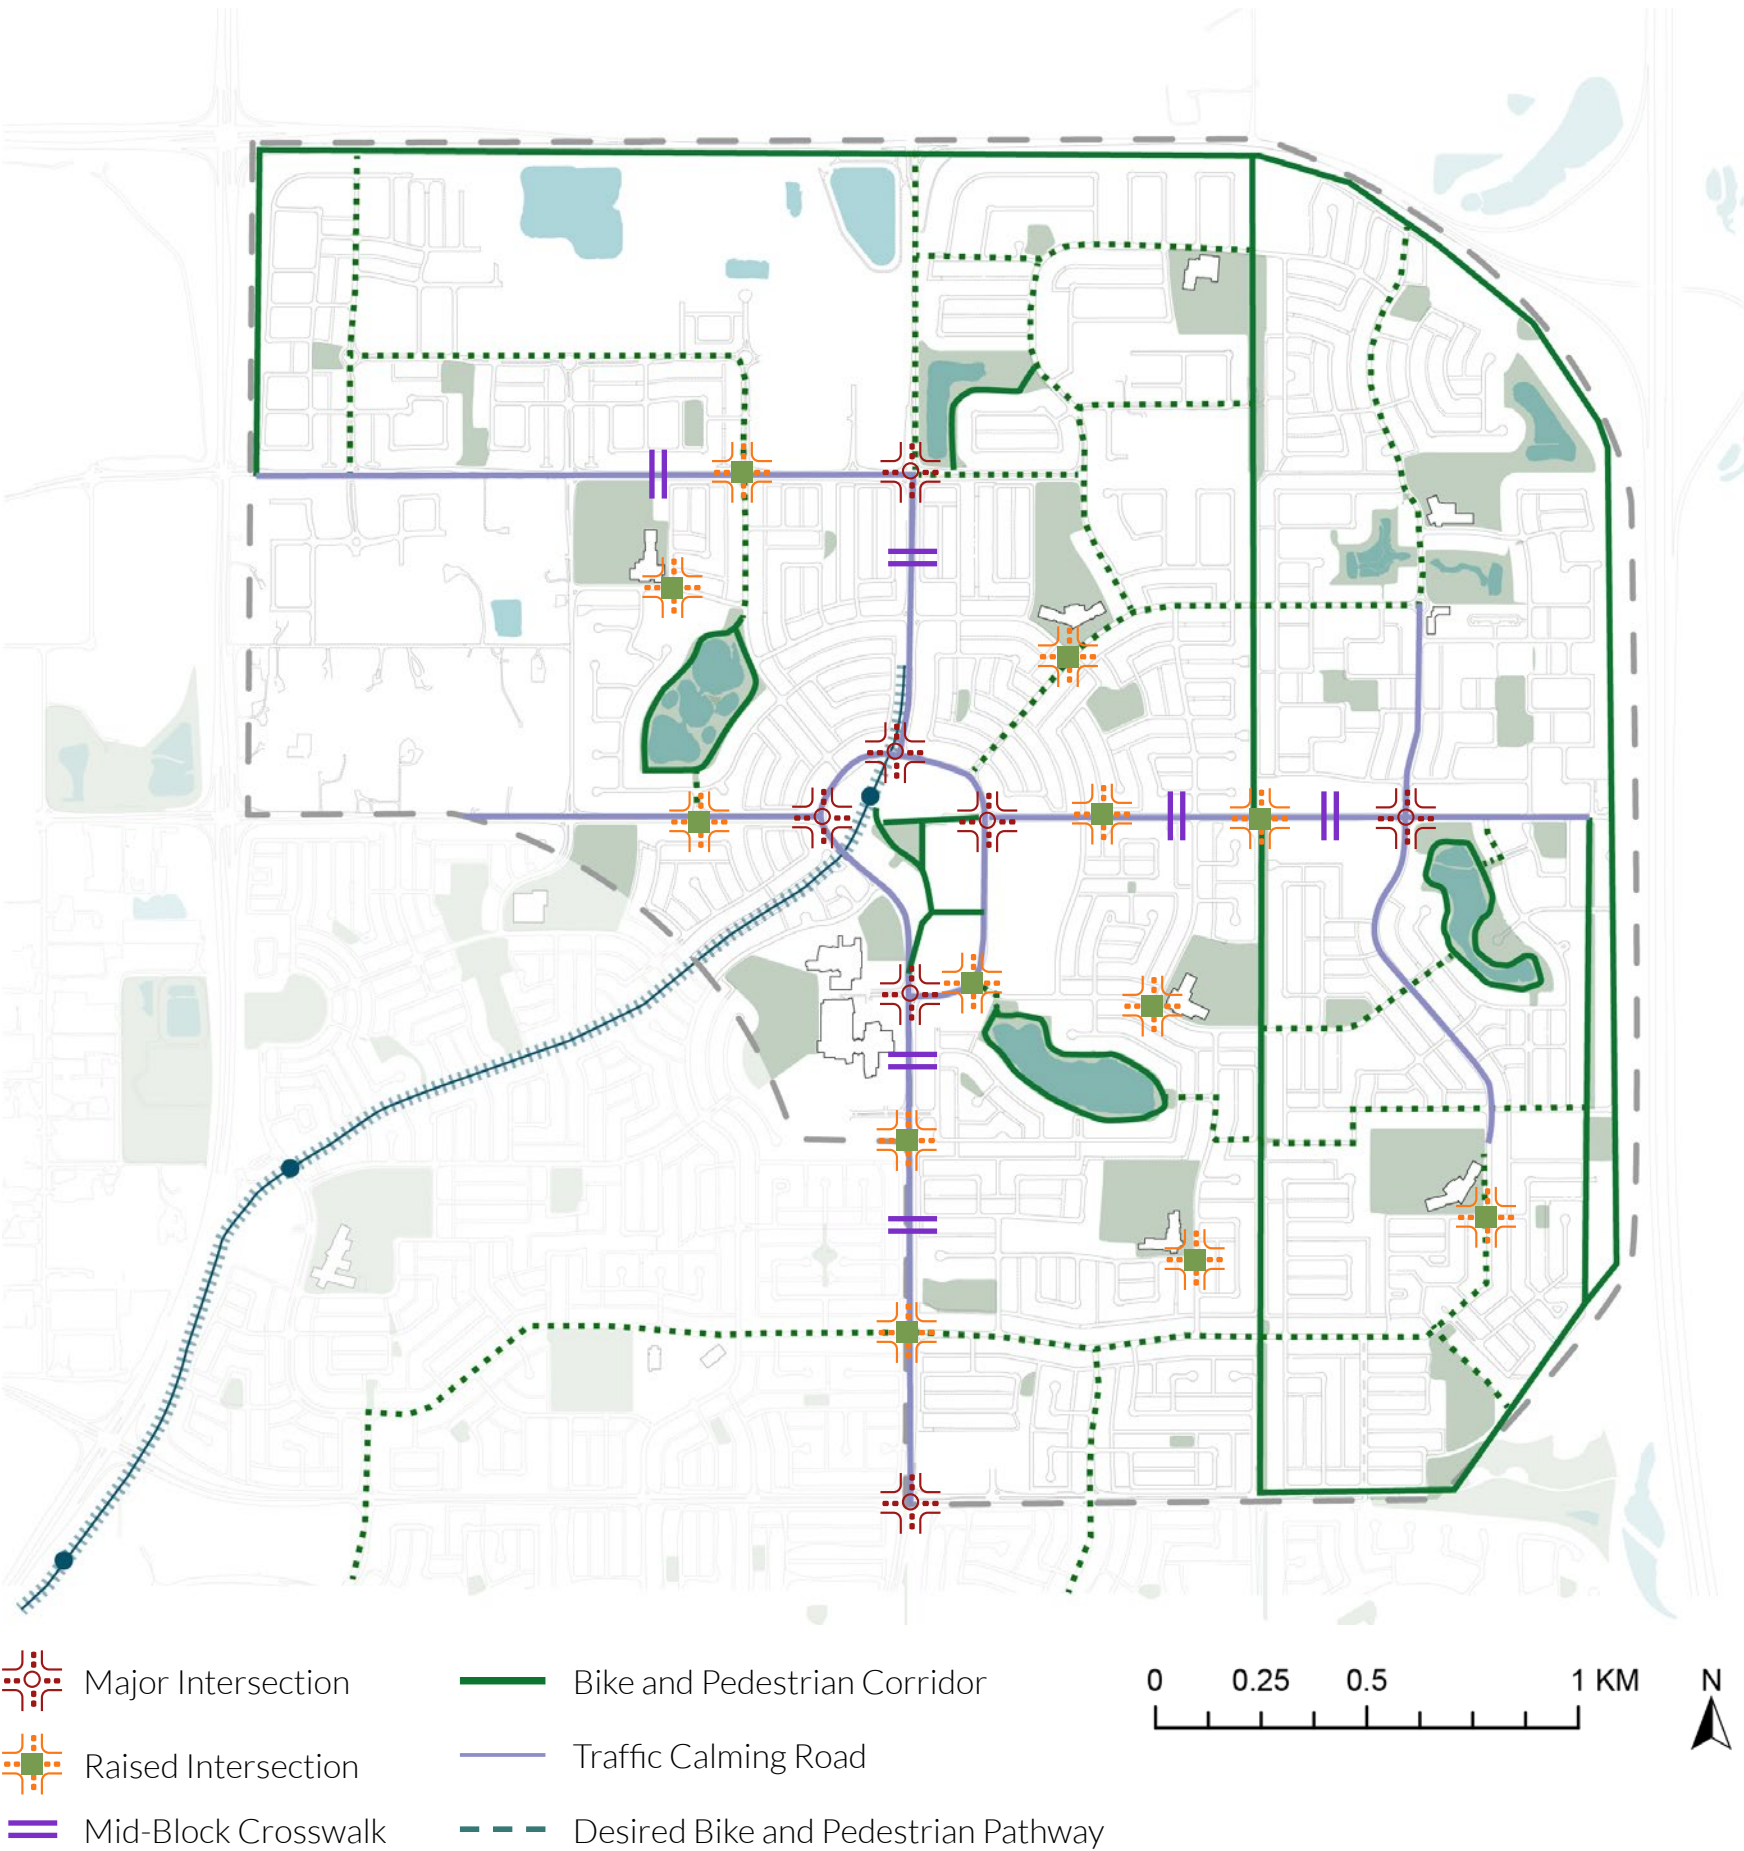 Major Intersection
Bike and Pedestrian Corridor
0 0.25 0.5 1 KM
N
Raised Intersection
Traffic Calming Road
Mid-Block Crosswalk
Desired Bike and Pedestrian Pathway